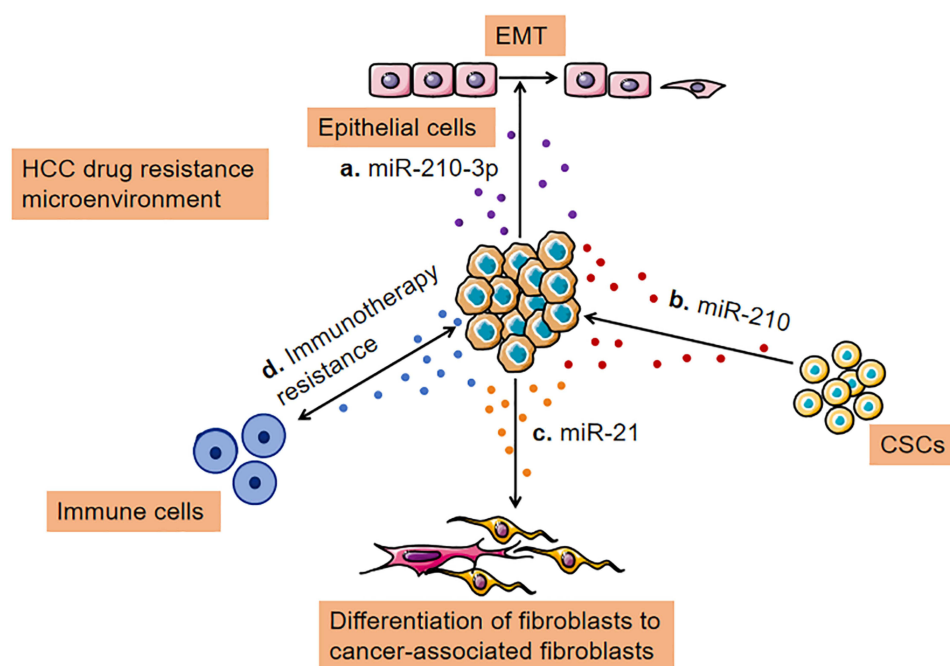 EMT
Epithelial cells
a. miR-210-3p
HCC drug resistance
microenvironment
b. miR-210
d. Immunotherapy
resistance
c. miR-21
CSCs
Immune cells
Differentiation of fibroblasts to
cancer-associated fibroblasts